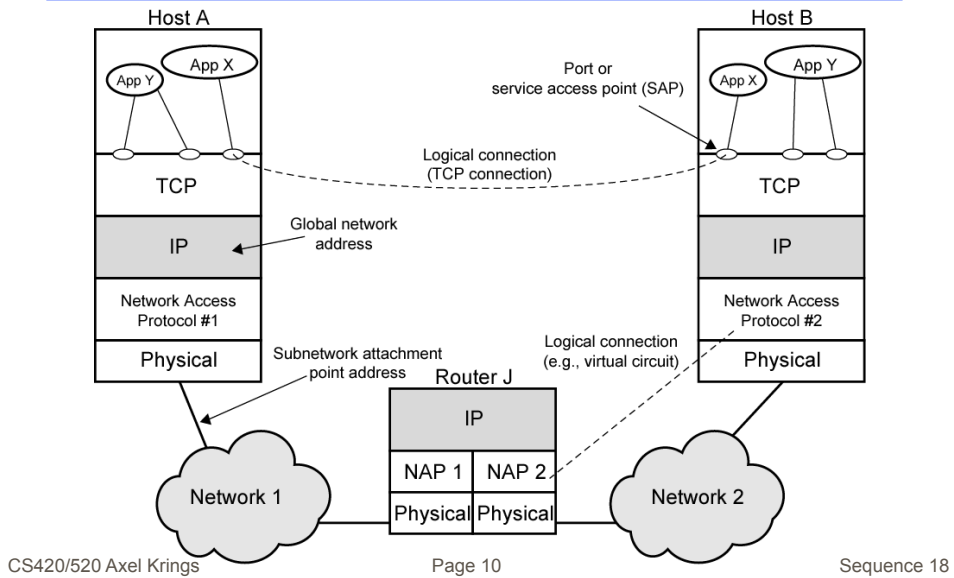 Host A
Host B
App X
App Y
Port or
service access point (SAP)
App Y
App X
Logical connection
(TCP connection)
TCP
TCP
Global network
address
IP
IP
Network Access
Protocol #1
Network Access
Protocol #2
Logical connection
(e.g., virtual circuit)
Subnetwork attachment
point address
Physical
Physical
Router J
IP
NAP 1
NAP 2
Network 1
Network 2
Physical
Physical
CS420/520 Axel Krings
Page 10
Sequence 18